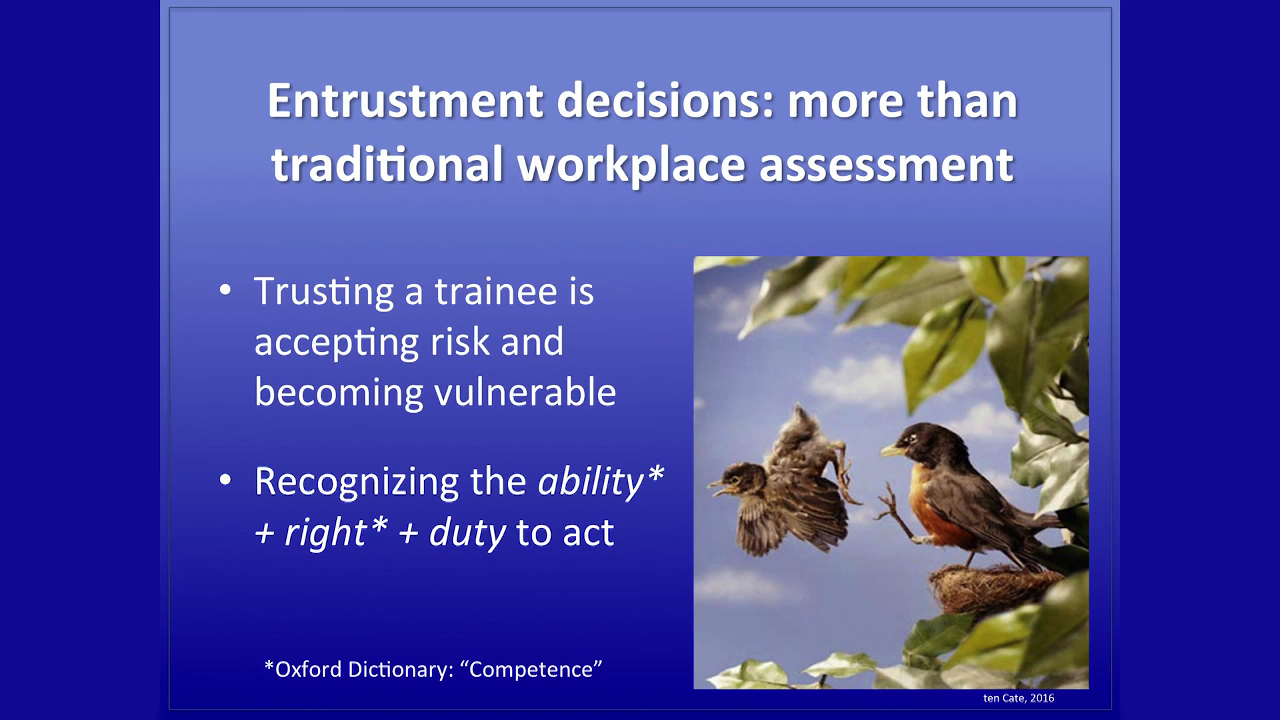 Entrustment decisions: more than
traditional workplace assessment
• Trusting a trainee is
accepting risk and
becoming vulnerable
• Recognizing the ability*
+ right* + duty to act
*Oxford Dictionary: “Competence”
ten Cate, 2016